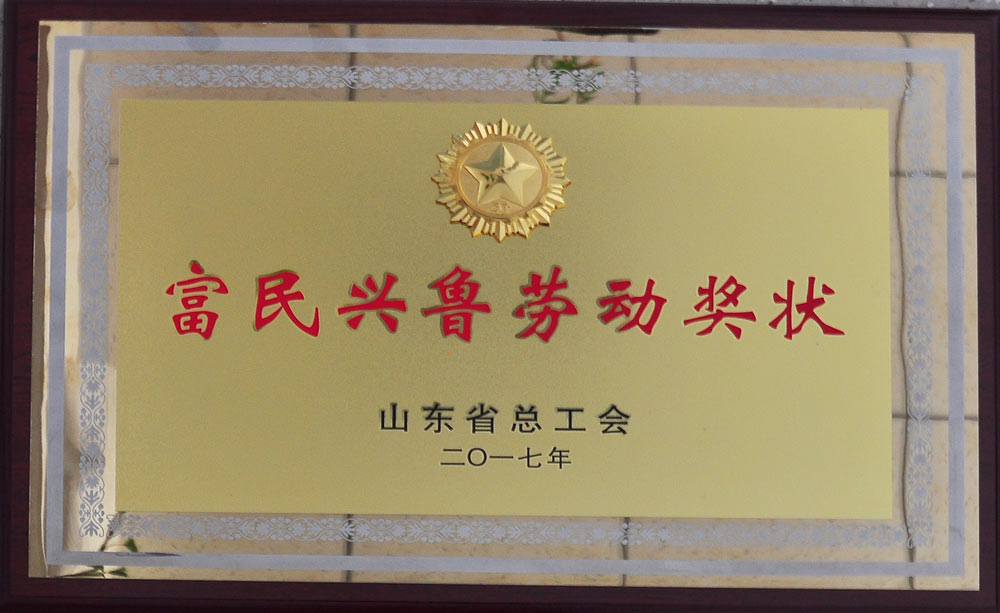 富民兴鲁劳动奖状
山东省总工会
二〇一七年